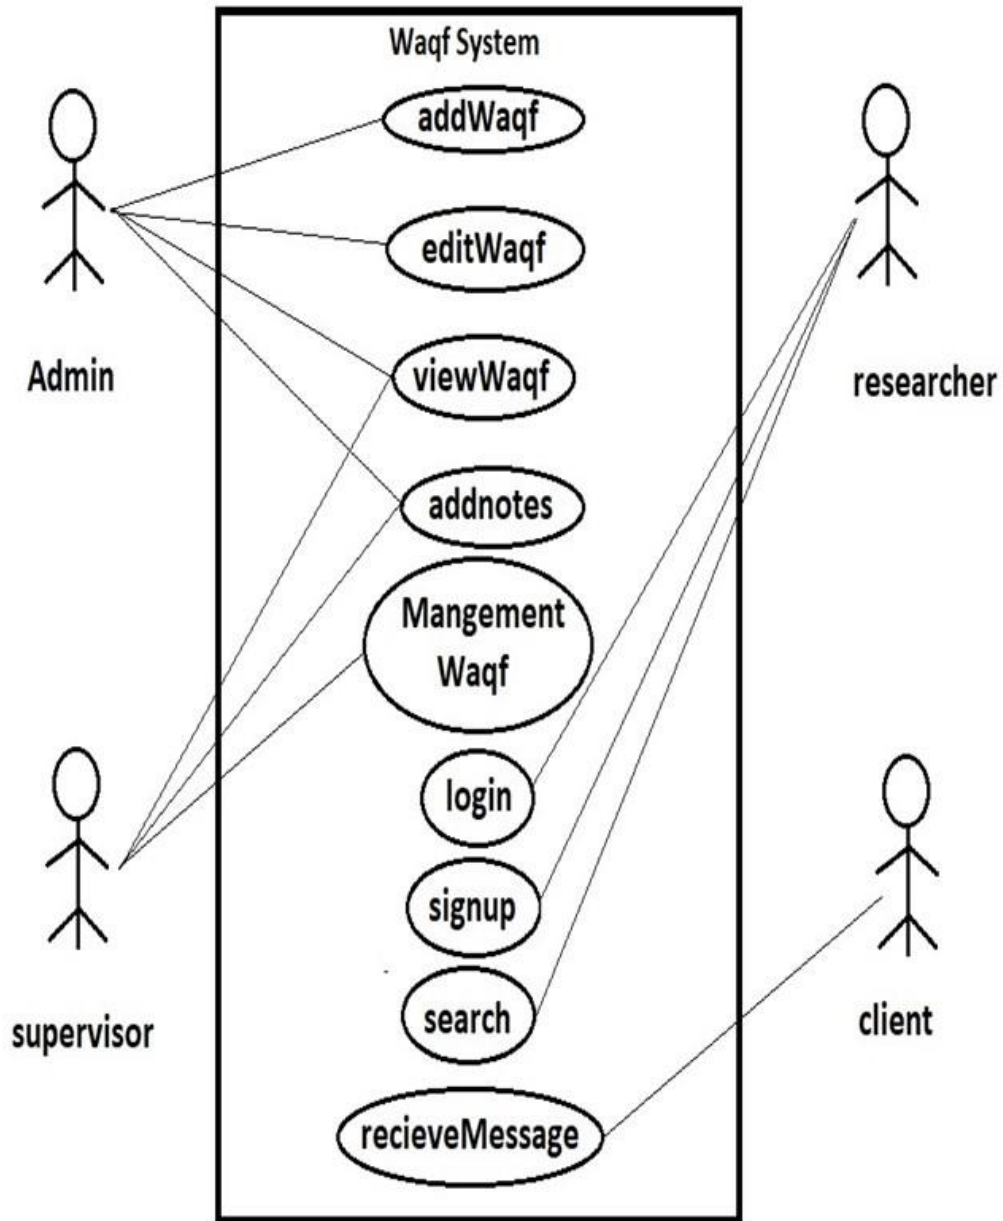 Waqf System
addWaqf
editWaqf
viewWaqf
Admin
researcher
addnotes
Mangement
Waqf
login
signup
search
supervisor
client
recieveMessage